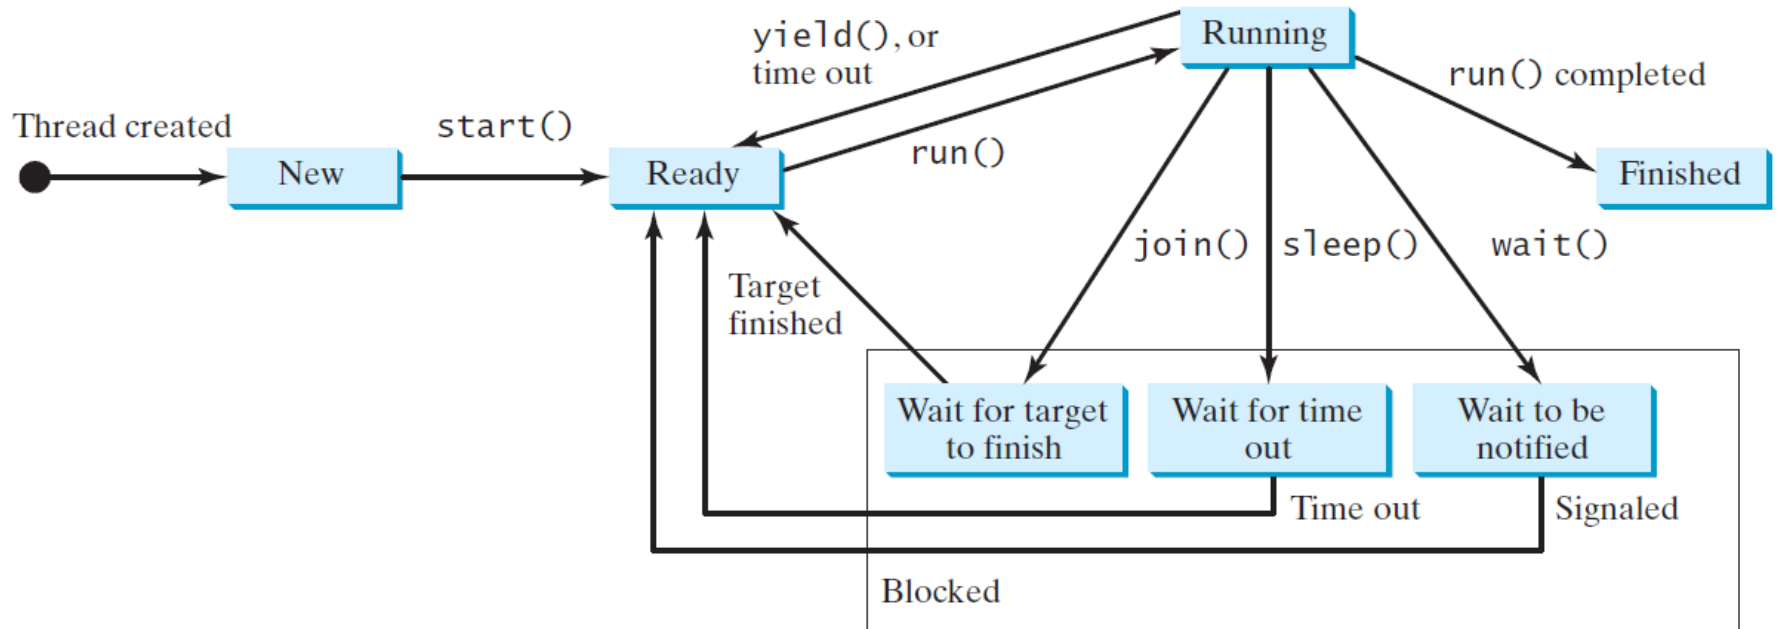 yield(), or
time out
Running
run() completed
Thread created
start()
New
Ready
run()
Finished
join()
sleep()
wait()
Target
finished
Wait for target
to finish
Wait for time
out
Wait to be
notified
Time out
Signaled
Blocked